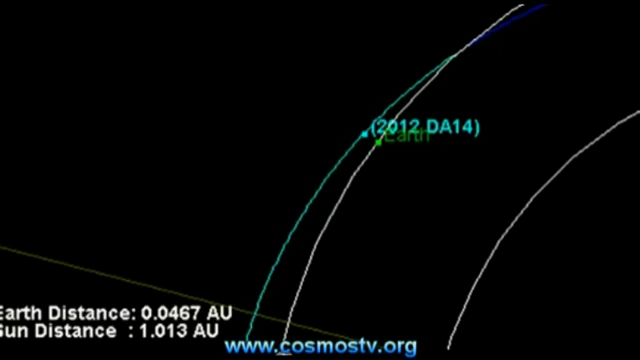 (2012 DA14)
Earth
Earth Distance: 0.0467 AU
Sun Distance : 1.013 AU
www.cosmostv.org